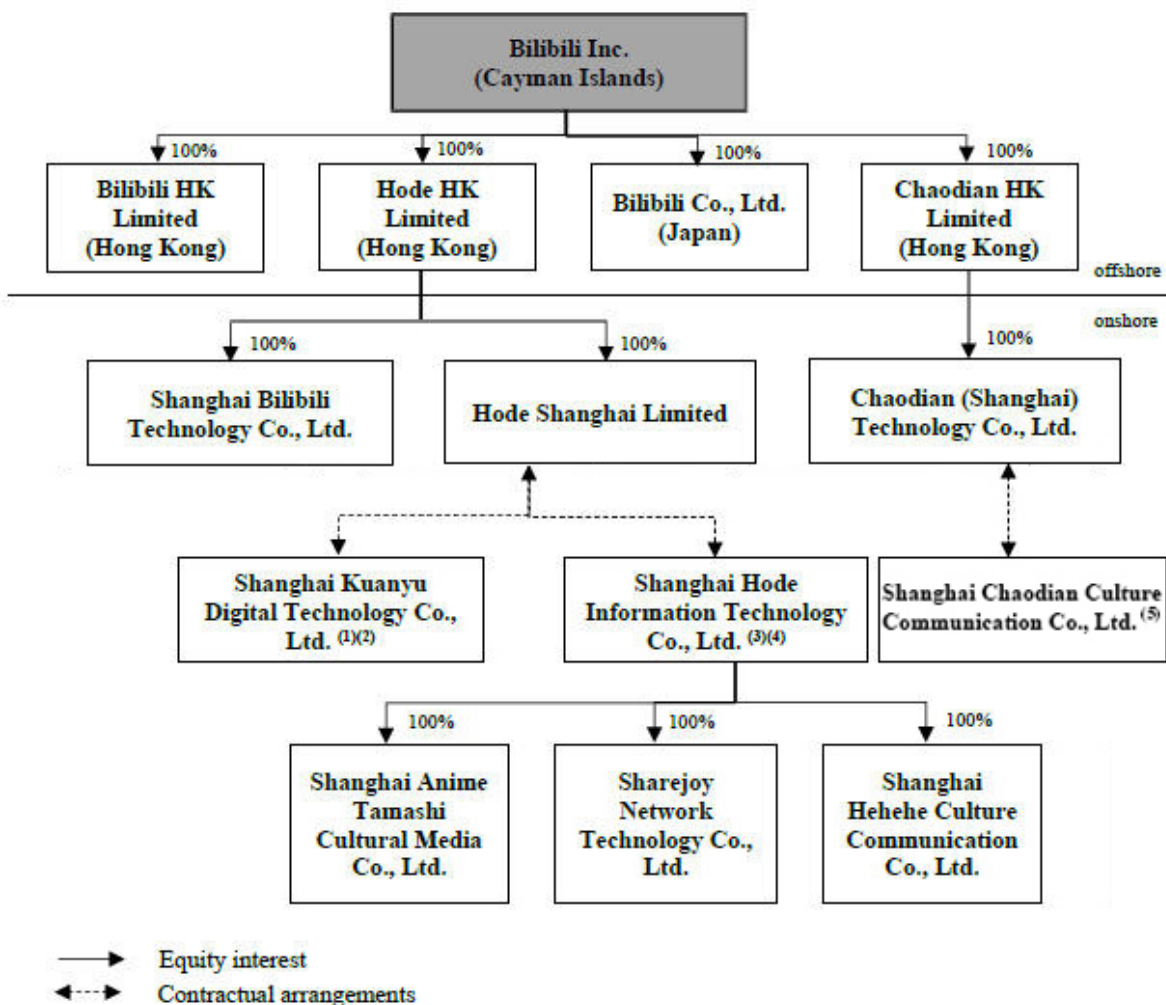 Bilibili Inc.
(Cayman Islands)
100%
100%
100%
100%
Bilibili HK
Limited
(Hong Kong)
Hode HK
Limited
(Hong Kong)
Bilibili Co., Ltd.
(Japan)
Chaodian HK
Limited
(Hong Kong)
offshore
onshore
100%
100%
100%
Shanghai Bilibili
Technology Co., Ltd.
Hode Shanghai Limited
Chaodian (Shanghai)
Technology Co., Ltd.
Shanghai Kuanyu
Digital Technology Co.,
Ltd. (1)(2)
Shanghai Hode
Information Technology
Co., Ltd. (3)(4)
Shanghai Chaodian Culture
Communication Co., Ltd. (5)
100%
100%
100%
Shanghai Anime
Tamashi
Cultural Media
Co., Ltd.
Sharejoy
Network
Technology Co.,
Ltd.
Shanghai
Hehehe Culture
Communication
Co., Ltd.
Equity interest
Contractual arrangements